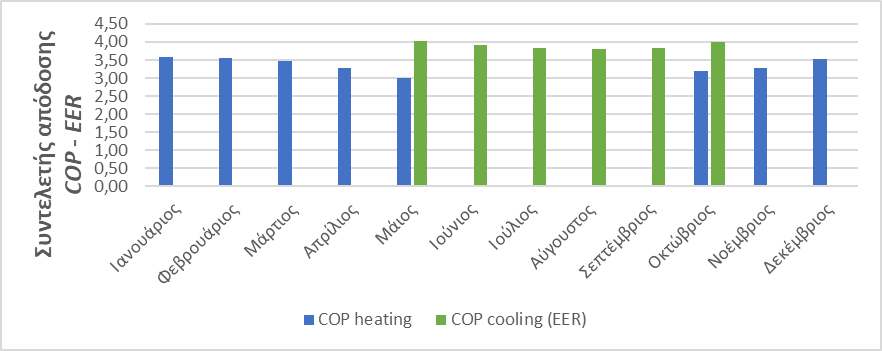 Συντελετής απόδοσης
COP - EER
4,50
4,00
3,50
3,00
2,50
2,00
1,50
1,00
0,50
0,00
Ιανουάριος
Φεβρουάριος
Μάρτιος
Απρίλιος
Μάιος
Ιούνιος
Ιούλιος
Αύγουστος
Σεπτέμβριος
Οκτώβριος
Νοέμβριος
Δεκέμβριος
COP heating
COP cooling (EER)